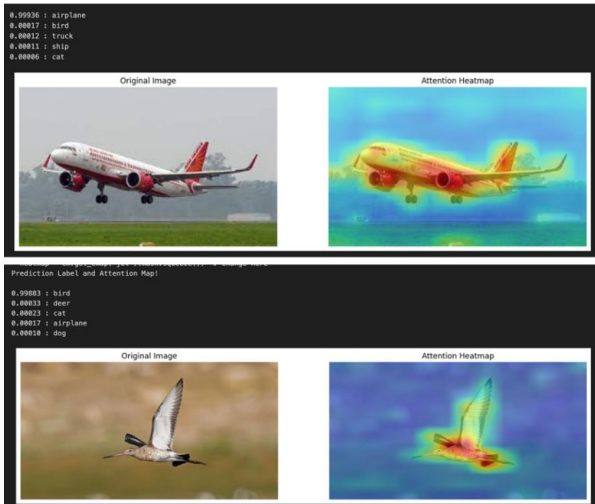 0.99936 : airplane
0.00017 : bird
0.00012 : truck
0.00011 : ship
0.00006 : cat
Original Image Attention Heatmap
Prediction Label and Attention Map!
0.99883 : bird
0.00033 : deer
0.00023 : cat
0.00017 : airplane
0.00010 : dog
Original Image Attention Heatmap